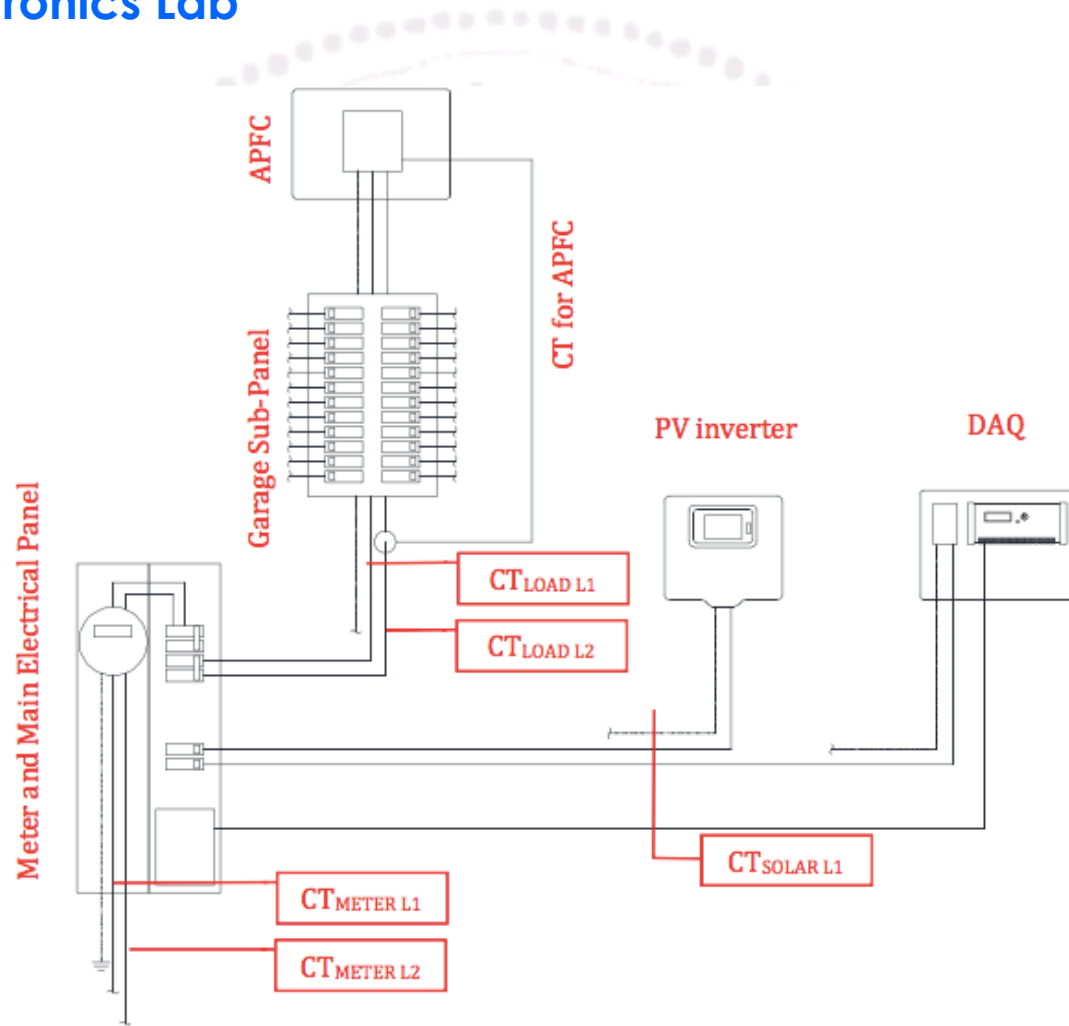 Lab
APFC
CT for APFC
Garage Sub-Panel
PV inverter
DAQ
CTLOAD L1
CTLOAD L2
Meter and Main Electrical Panel
CTSOLAR L1
CTMETER L1
CTMETER L2